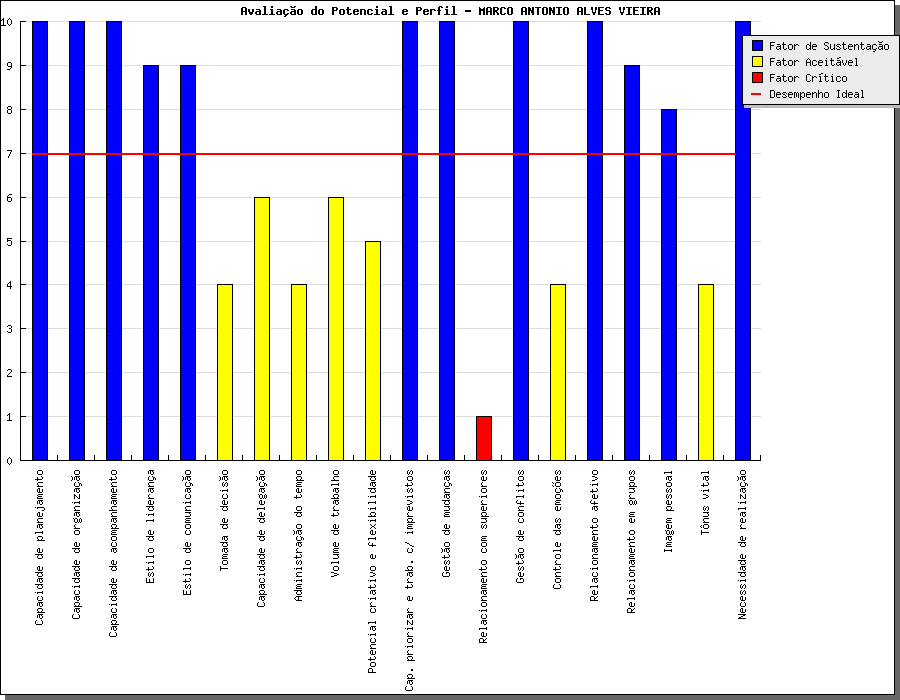 Avaliação do Potencial e Perfil - MARCO ANTONIO ALVES VIEIRA
Fator de Sustentação
Fator Aceitável
Fator Crítico
Desempenho Ideal
10
9
8
7
6
5
4
3
2
1
0
Capacidade de planejamento
Capacidade de organização
Capacidade de acompanhamento
Estilo de liderança
Estilo de comunicação
Tomada de decisão
Capacidade de delegação
Administração do tempo
Volume de trabalho
Potencial criativo e flexibilidade
Cap. priorizar e trab. c/ imprevistos
Gestão de mudanças
Relacionamento com superiores
Gestão de conflitos
Controle das emoções
Relacionamento afetivo
Relacionamento em grupos
Imagem pessoal
Tônus vital
Necessidade de realização